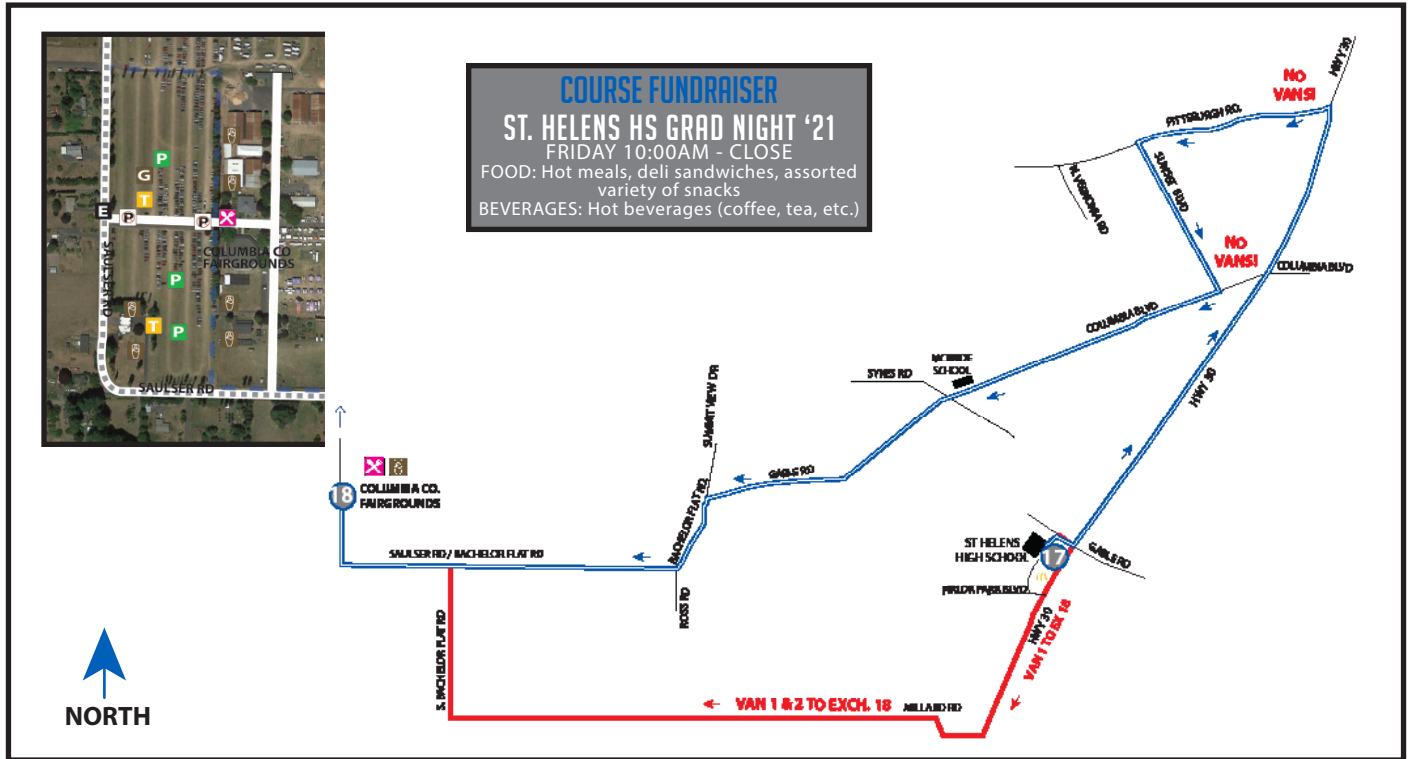 COURSE FUNDRAISER
ST. HELENS HS GRAD NIGHT ‘21
FRIDAY 10:00AM - CLOSE
FOOD: Hot meals, deli sandwiches, assorted
variety of snacks
BEVERAGES: Hot beverages (coffee, tea, etc.)
P
G
T
E
P
P
COLUMBIA CO
FAIRGROUNDS
SAULSER RD
P
T
P
SAULSER RD
HWY 30
NO
VANS!
PITTSBURGH RD.
SUNSET BLVD
NO
VANS!
COLUMBIA BLVD
COLUMBIA BLVD
HWY 30
SCHOOL
SYKES RD
SUMMIT VIEW DR
GABLE RD
BACHELOR FLAT RD.
18
COLUMBIA CO.
FAIRGROUNDS
SAULSER RD / BACHELOR FLAT RD
ROSS RD
S. BACHELOR FLAT RD
ST HELENS
HIGH SCHOOL
17
GABLE RD
HWY 30
VAN 1 TO EX 18
VAN 1 & 2 TO EXCH. 18
MILLARD RD
NORTH